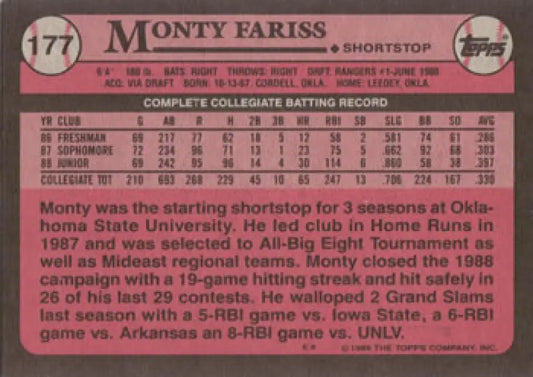 177
MONTY FARISS
• SHORTSTOP
TOPPS®
6'4" 180 lb. BATS: RIGHT THROWS: RIGHT DRFT: RANGERS #1-JUNE 1988
ACQ: VIA DRAFT BORN: 10-13-67, CORDELL, OKLA. HOME: LEEDEY, OKLA.
COMPLETE COLLEGIATE BATTING RECORD
YR CLUB G AB R H 2B 3B HR RBI SB SLG BB SO AVG
86 FRESHMAN 69 217 77 62 18 5 12 58 2 .581 74 61 .286
87 SOPHOMORE 72 234 96 71 13 1 23 75 5 .662 92 68 .303
88 JUNIOR 69 242 95 96 14 4 30 114 6 .860 58 38 .397
COLLEGIATE TOT 210 693 268 229 45 10 65 247 13 .706 224 167 .330
Monty was the starting shortstop for 3 seasons at Okla-
homa State University. He led club in Home Runs in
1987 and was selected to All-Big Eight Tournament as
well as Mideast regional teams. Monty closed the 1988
campaign with a 19-game hitting streak and hit safely in
26 of his last 29 contests. He walloped 2 Grand Slams
last season with a 5-RBI game vs. Iowa State, a 6-RBI
game vs. Arkansas an 8-RBI game vs. UNLV.
© 1989 THE TOPPS COMPANY, INC.